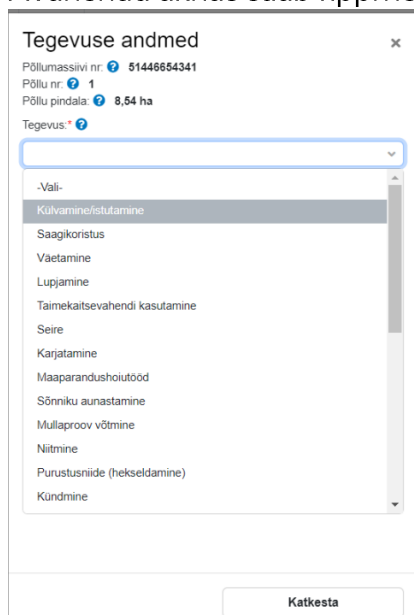 Tegevuse andmed ×
Põllumassiivi nr: ? 51446654341
Põllu nr: ? 1
Põllu pindala: ? 8,54 ha
Tegevus:* ?
-Vali-
Külvamine/istutamine
Saagikoristus
Väetamine
Lupjamine
Taimekaitsevahendi kasutamine
Seire
Karjatamine
Maaparandushoiutööd
Sõnniku aunastamine
Mullaproov võtmine
Niitmine
Purustusniide (hekseldamine)
Kündmine
Katkesta